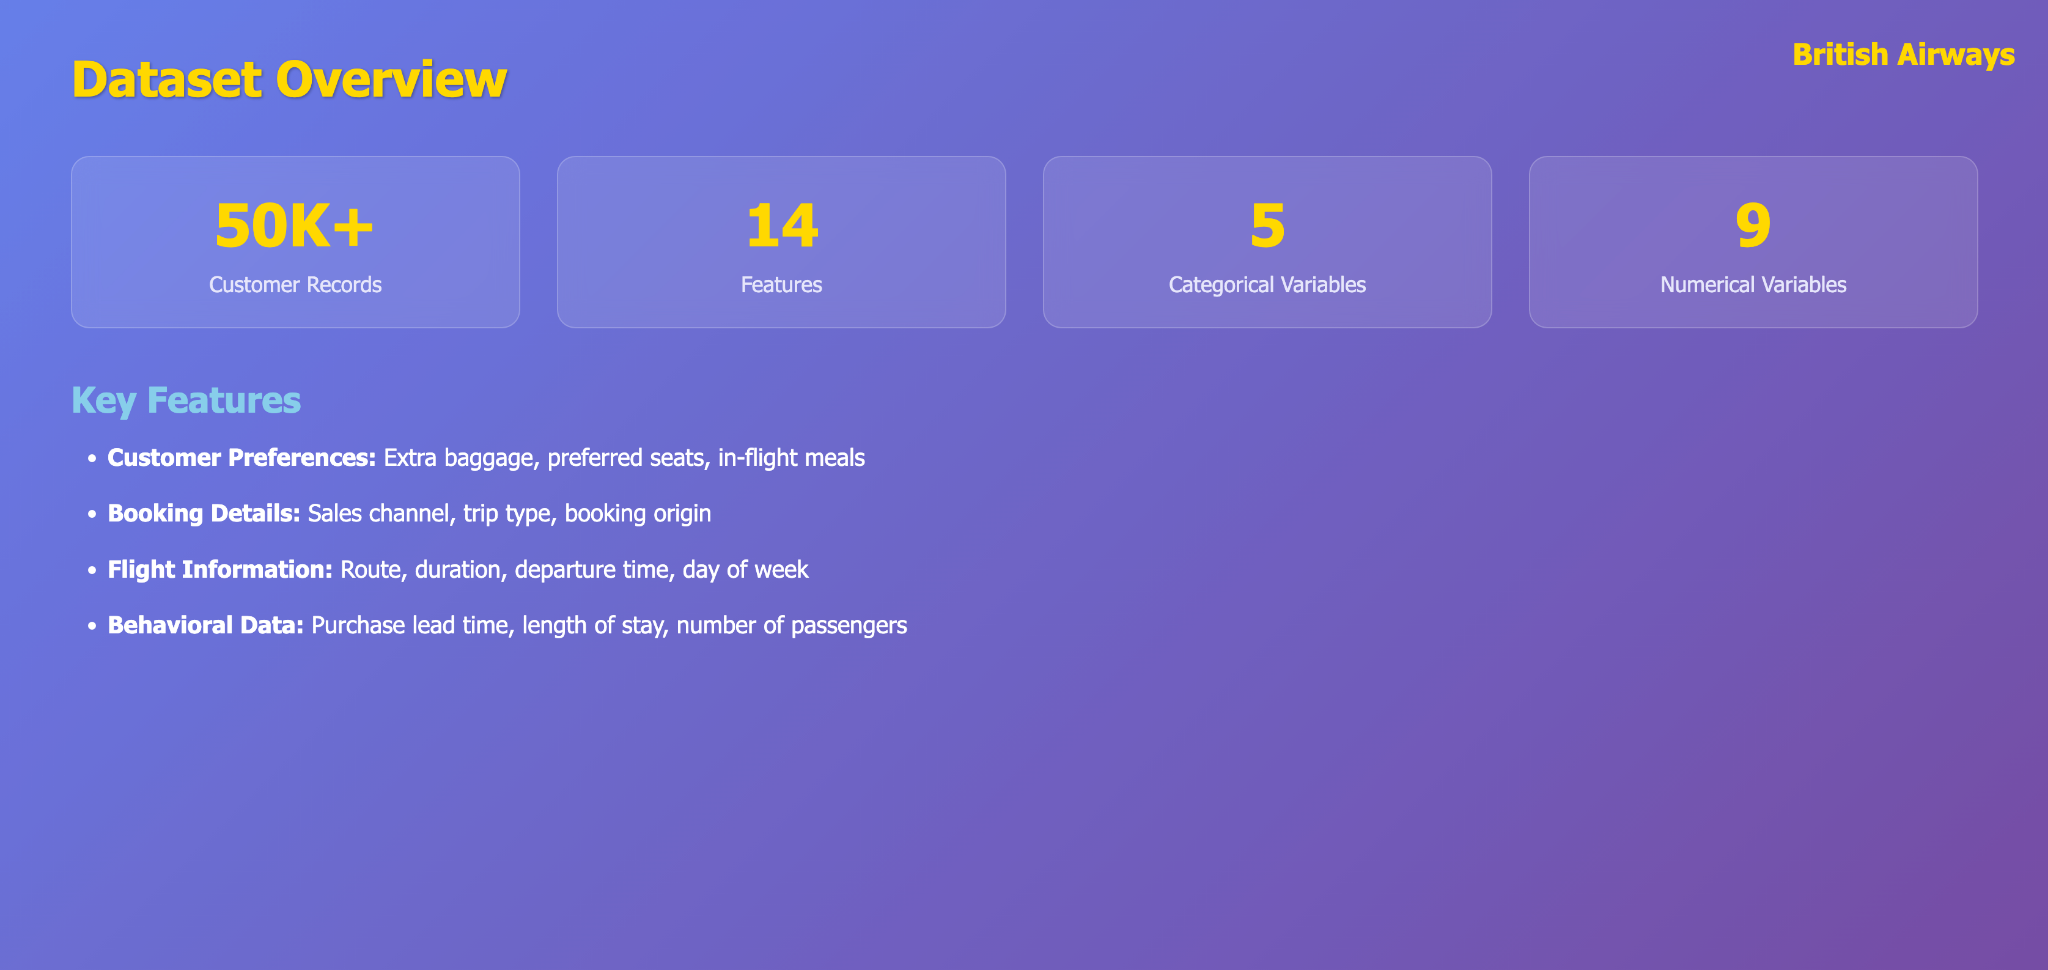 British Airways
Dataset Overview
50K+
Customer Records
14
Features
5
Categorical Variables
9
Numerical Variables
Key Features
• Customer Preferences: Extra baggage, preferred seats, in-flight meals
• Booking Details: Sales channel, trip type, booking origin
• Flight Information: Route, duration, departure time, day of week
• Behavioral Data: Purchase lead time, length of stay, number of passengers